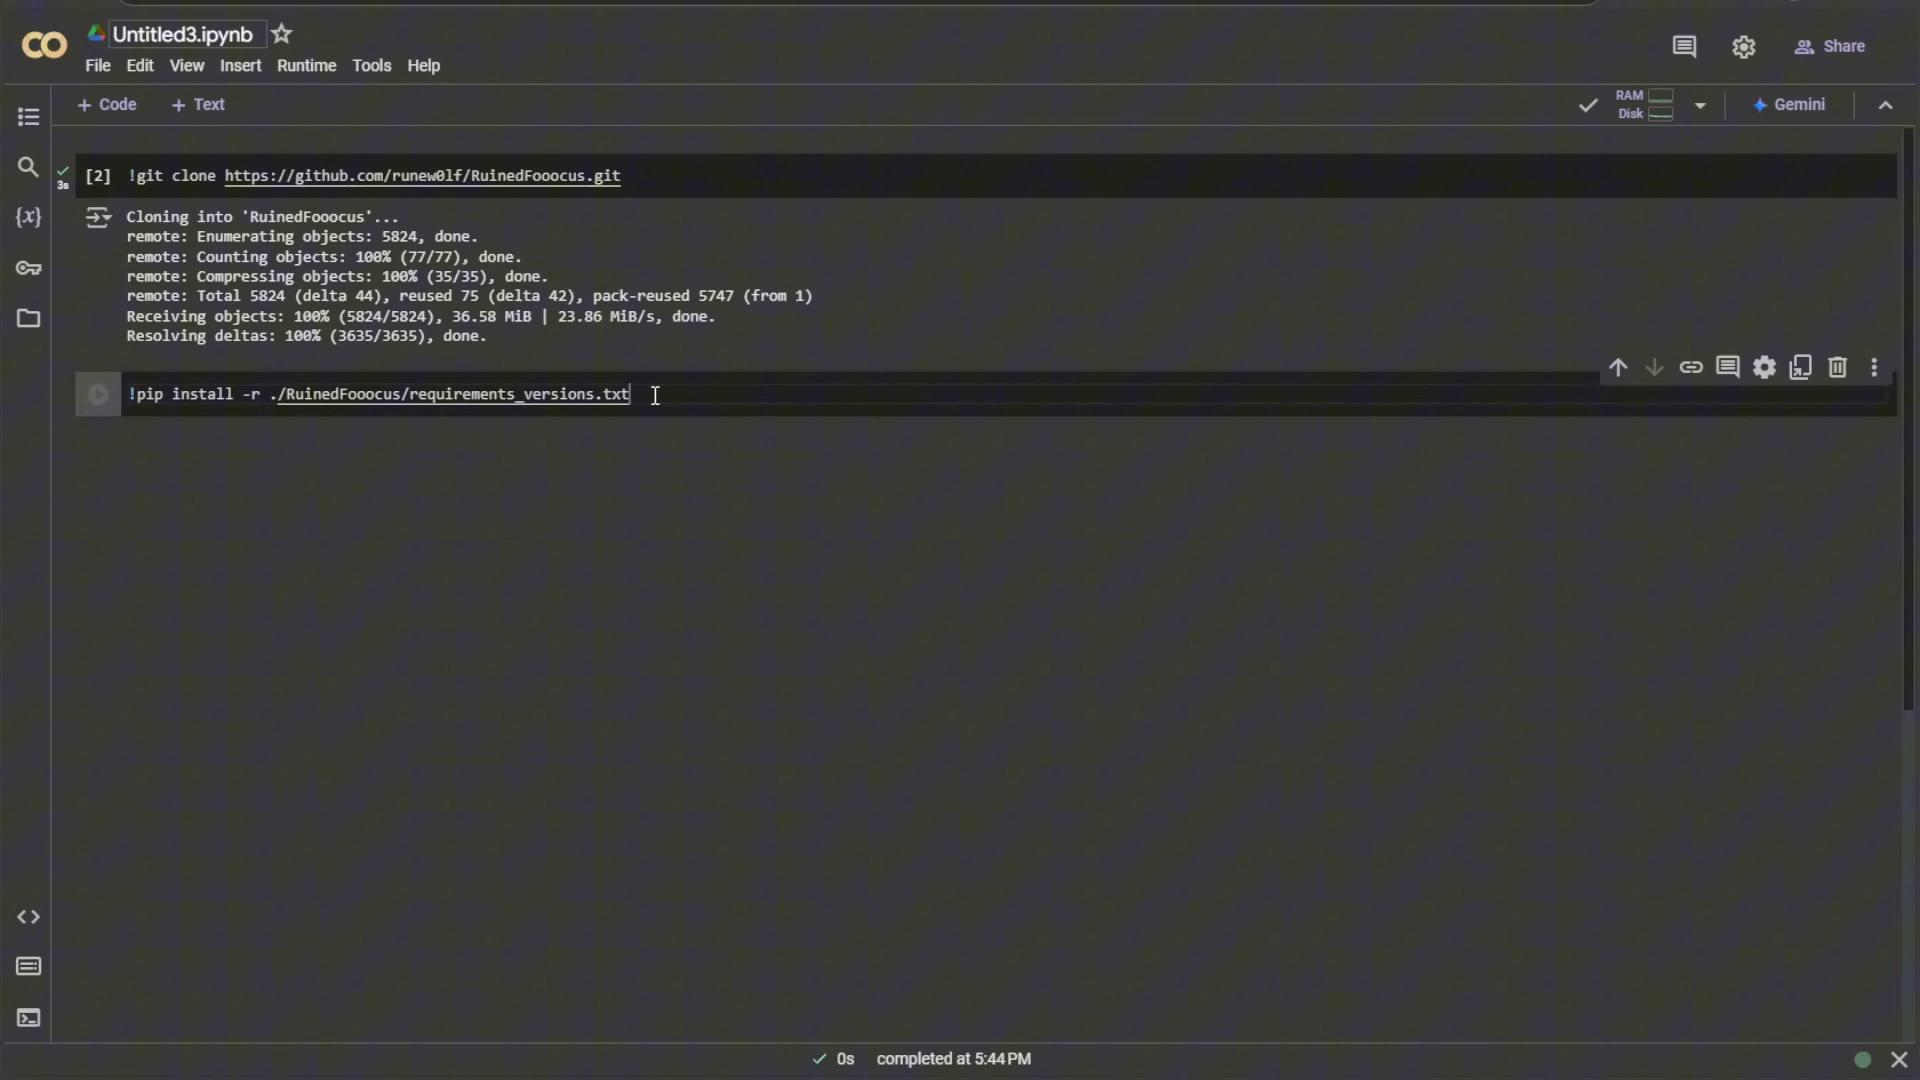 Untitled3.ipynb
File Edit View Insert Runtime Tools Help
Share
+ Code + Text
RAM
Disk
Gemini
3s
[2] !git clone https://github.com/runew0lf/RuinedFooocus.git
Cloning into 'RuinedFooocus'...
remote: Enumerating objects: 5824, done.
remote: Counting objects: 100% (77/77), done.
remote: Compressing objects: 100% (35/35), done.
remote: Total 5824 (delta 44), reused 75 (delta 42), pack-reused 5747 (from 1)
Receiving objects: 100% (5824/5824), 36.58 MiB | 23.86 MiB/s, done.
Resolving deltas: 100% (3635/3635), done.
!pip install -r ./RuinedFooocus/requirements_versions.txt
0s completed at 5:44 PM